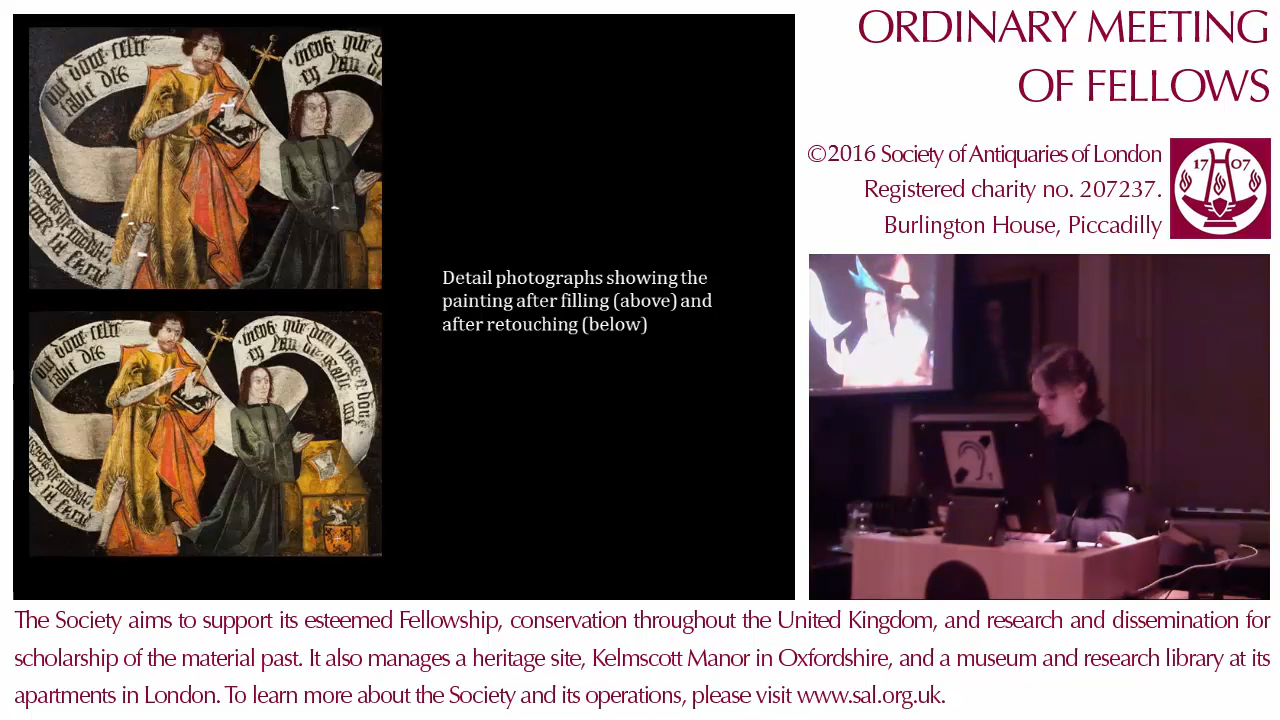 ORDINARY MEETING
OF FELLOWS
©2016 Society of Antiquaries of London
Registered charity no. 207237.
Burlington House, Piccadilly
17 07
Detail photographs showing the
painting after filling (above) and
after retouching (below)
The Society aims to support its esteemed Fellowship, conservation throughout the United Kingdom, and research and dissemination for
scholarship of the material past. It also manages a heritage site, Kelmscott Manor in Oxfordshire, and a museum and research library at its
apartments in London. To learn more about the Society and its operations, please visit www.sal.org.uk.